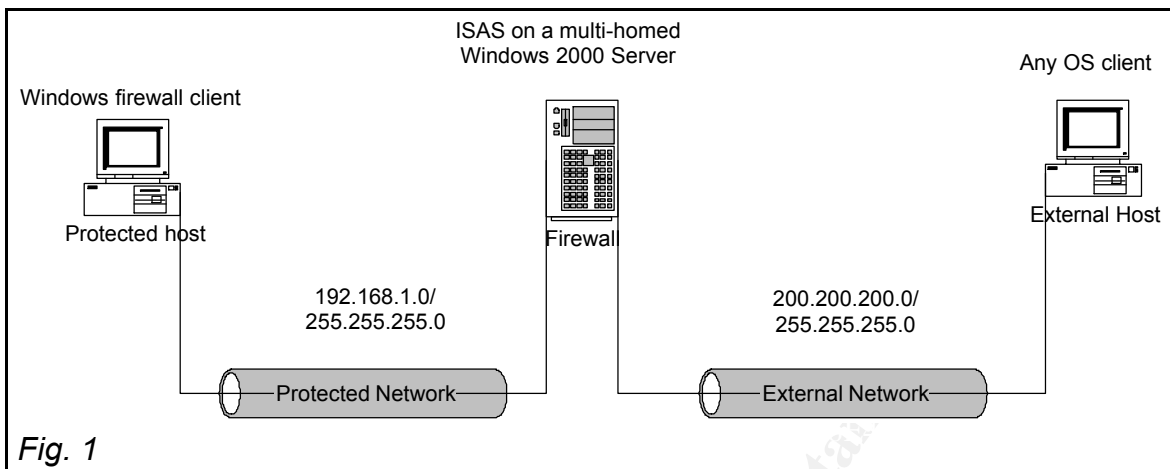 ISAS on a multi-homed
Windows 2000 Server
Any OS client
Windows firewall client
Protected host
Firewall
External Host
192.168.1.0/
255.255.255.0
200.200.200.0/
255.255.255.0
Protected Network
External Network
Fig. 1